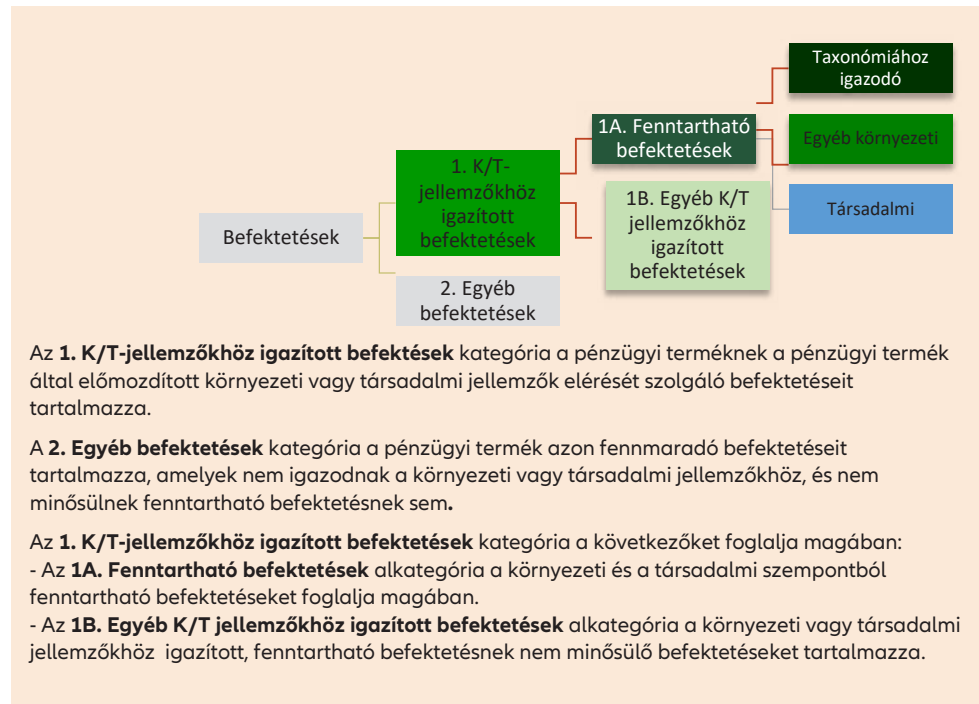 Taxonómiához
igazodó
1A. Fenntartható
befektetések
Egyéb környezeti
1. K/T-
jellemzőkhöz
igazított
befektetések
1B. Egyéb K/T
jellemzőkhöz
igazított
befektetések
Társadalmi
Befektetések
2. Egyéb
befektetések
Az 1. K/T-jellemzőkhöz igazított befektések kategória a pénzügyi terméknek a pénzügyi termék
által előmozdított környezeti vagy társadalmi jellemzők elérését szolgáló befektetéseit
tartalmazza.
A 2. Egyéb befektetések kategória a pénzügyi termék azon fennmaradó befektetéseit
tartalmazza, amelyek nem igazodnak a környezeti vagy társadalmi jellemzőkhöz, és nem
minősülnek fenntartható befektetésnek sem.
Az 1. K/T-jellemzőkhöz igazított befektetések kategória a következőket foglalja magában:
- Az 1A. Fenntartható befektetések alkategória a környezeti és a társadalmi szempontból
fenntartható befektetéseket foglalja magában.
- Az 1B. Egyéb K/T jellemzőkhöz igazított befektetések alkategória a környezeti vagy társadalmi
jellemzőkhöz igazított, fenntartható befektetésnek nem minősülő befektetéseket tartalmazza.